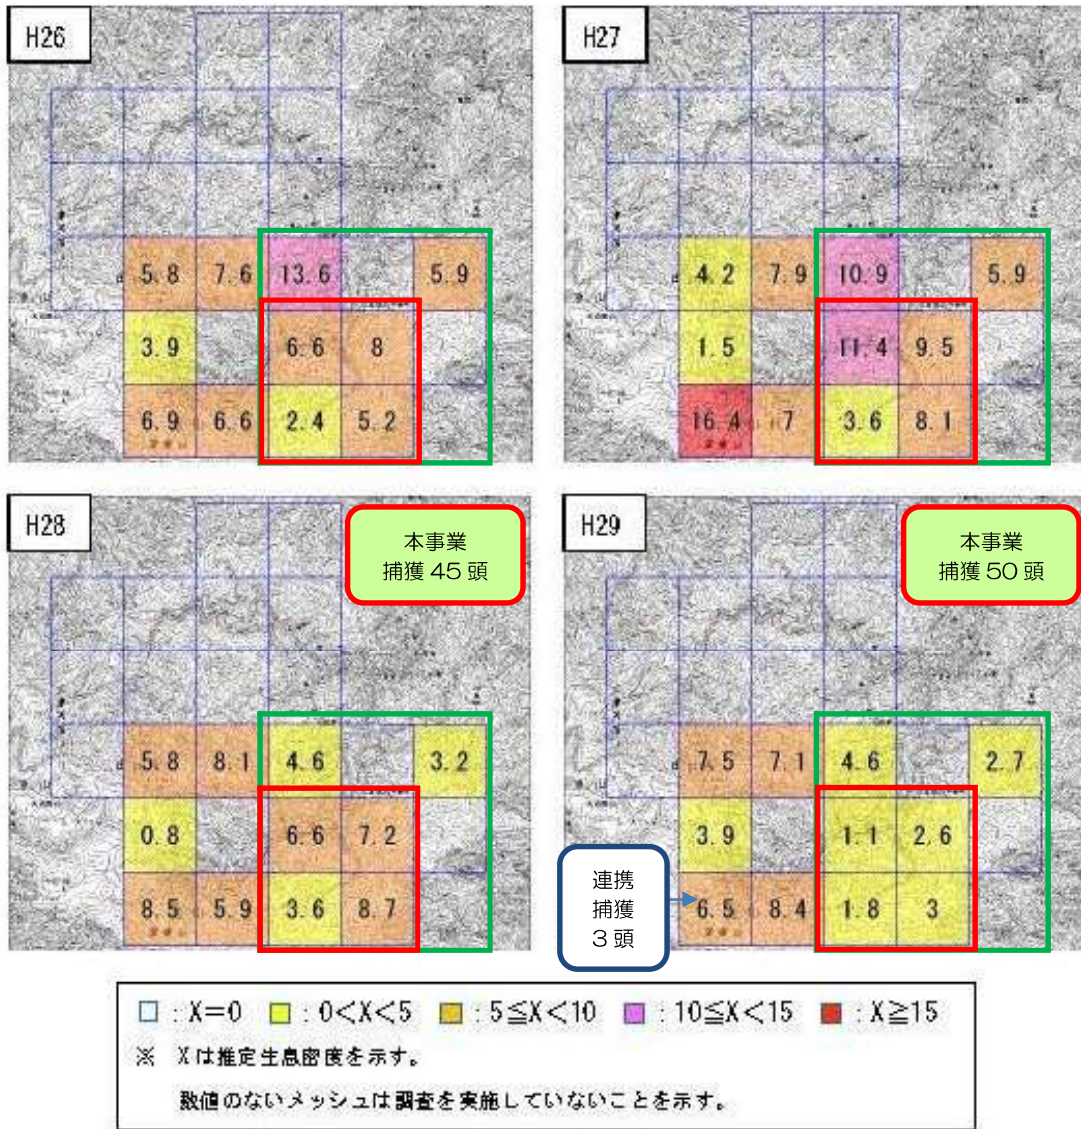 H26
5.8 7.6 13.6 5.9
3.9 6.6 8
6.9 6.6 2.4 5.2
H27
4.2 7.9 10.9 5.9
1.5 11.4 9.5
16.4 7 3.6 8.1
H28
本事業
捕獲 45 頭
5.8 8.1 4.6 3.2
0.8 6.6 7.2
8.5 5.9 3.6 8.7
H29
本事業
捕獲 50 頭
7.5 7.1 4.6 2.7
3.9 1.1 2.6
6.5 8.4 1.8 3
連携
捕獲
3 頭
□ : X=0 ■ : 0<X<5 ■ : 5≦X<10 ■ : 10≦X<15 ■ : X≧15
※ Xは推定生息密度を示す。
数値のないメッシュは調査を実施していないことを示す。